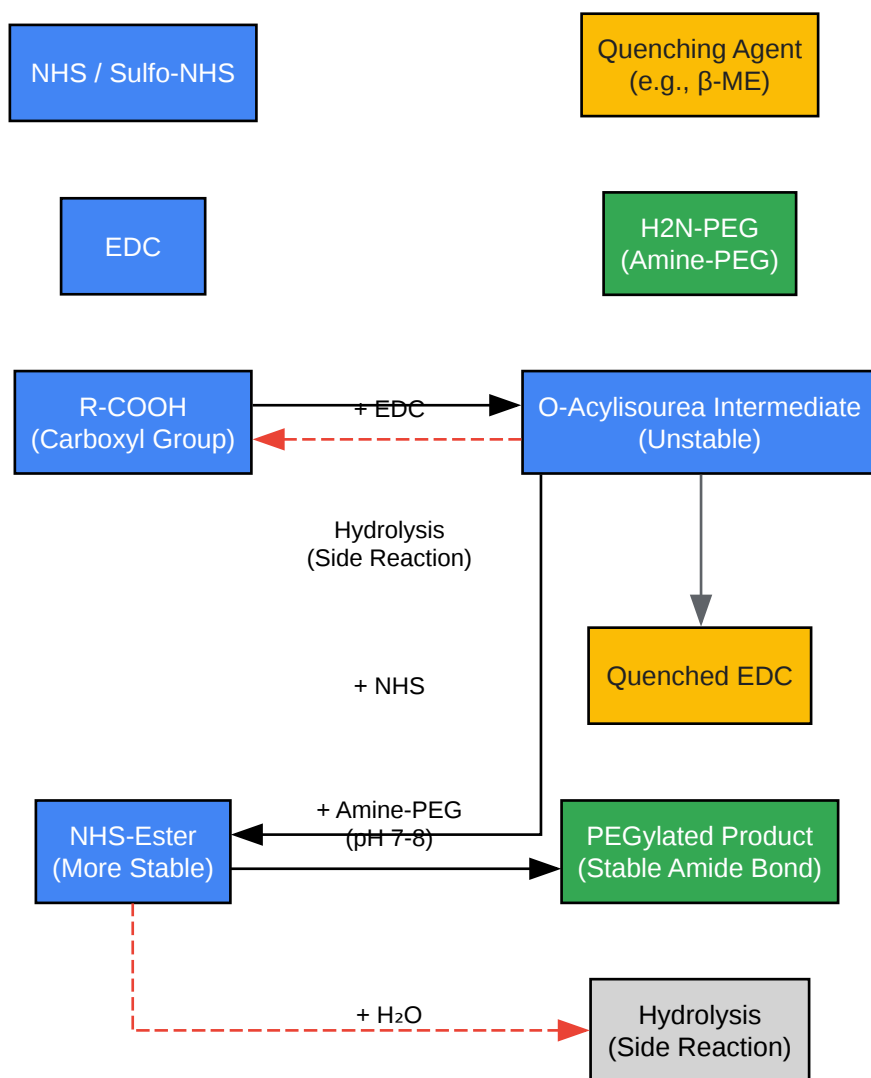 NHS / Sulfo-NHS
Quenching Agent
(e.g., β-ME)
EDC
H2N-PEG
(Amine-PEG)
R-COOH
(Carboxyl Group)
+ EDC
O-Acylisourea Intermediate
(Unstable)
Hydrolysis
(Side Reaction)
+ NHS
Quenched EDC
NHS-Ester
(More Stable)
+ Amine-PEG
(pH 7-8)
PEGylated Product
(Stable Amide Bond)
+ H₂O
Hydrolysis
(Side Reaction)